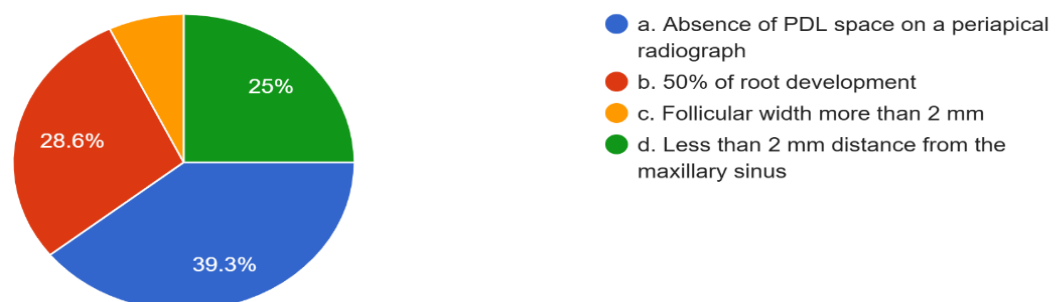 25%
28.6%
39.3%
a. Absence of PDL space on a periapical
radiograph
b. 50% of root development
c. Follicular width more than 2 mm
d. Less than 2 mm distance from the
maxillary sinus